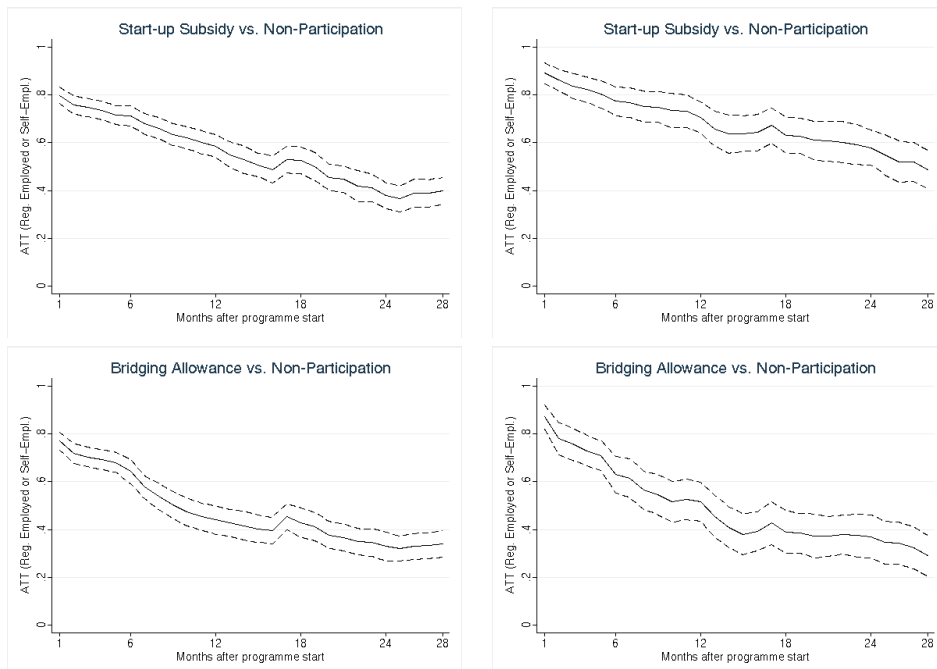 Start-up Subsidy vs. Non-Participation
ATT (Reg. Employed or Self-Empl.)
1
.8
.6
.4
.2
0
1 6 12 18 24 28
Months after programme start
Start-up Subsidy vs. Non-Participation
ATT (Reg. Employed or Self-Empl.)
1
.8
.6
.4
.2
0
1 6 12 18 24 28
Months after programme start
Bridging Allowance vs. Non-Participation
ATT (Reg. Employed or Self-Empl.)
1
.8
.6
.4
.2
0
1 6 12 18 24 28
Months after programme start
Bridging Allowance vs. Non-Participation
ATT (Reg. Employed or Self-Empl.)
1
.8
.6
.4
.2
0
1 6 12 18 24 28
Months after programme start